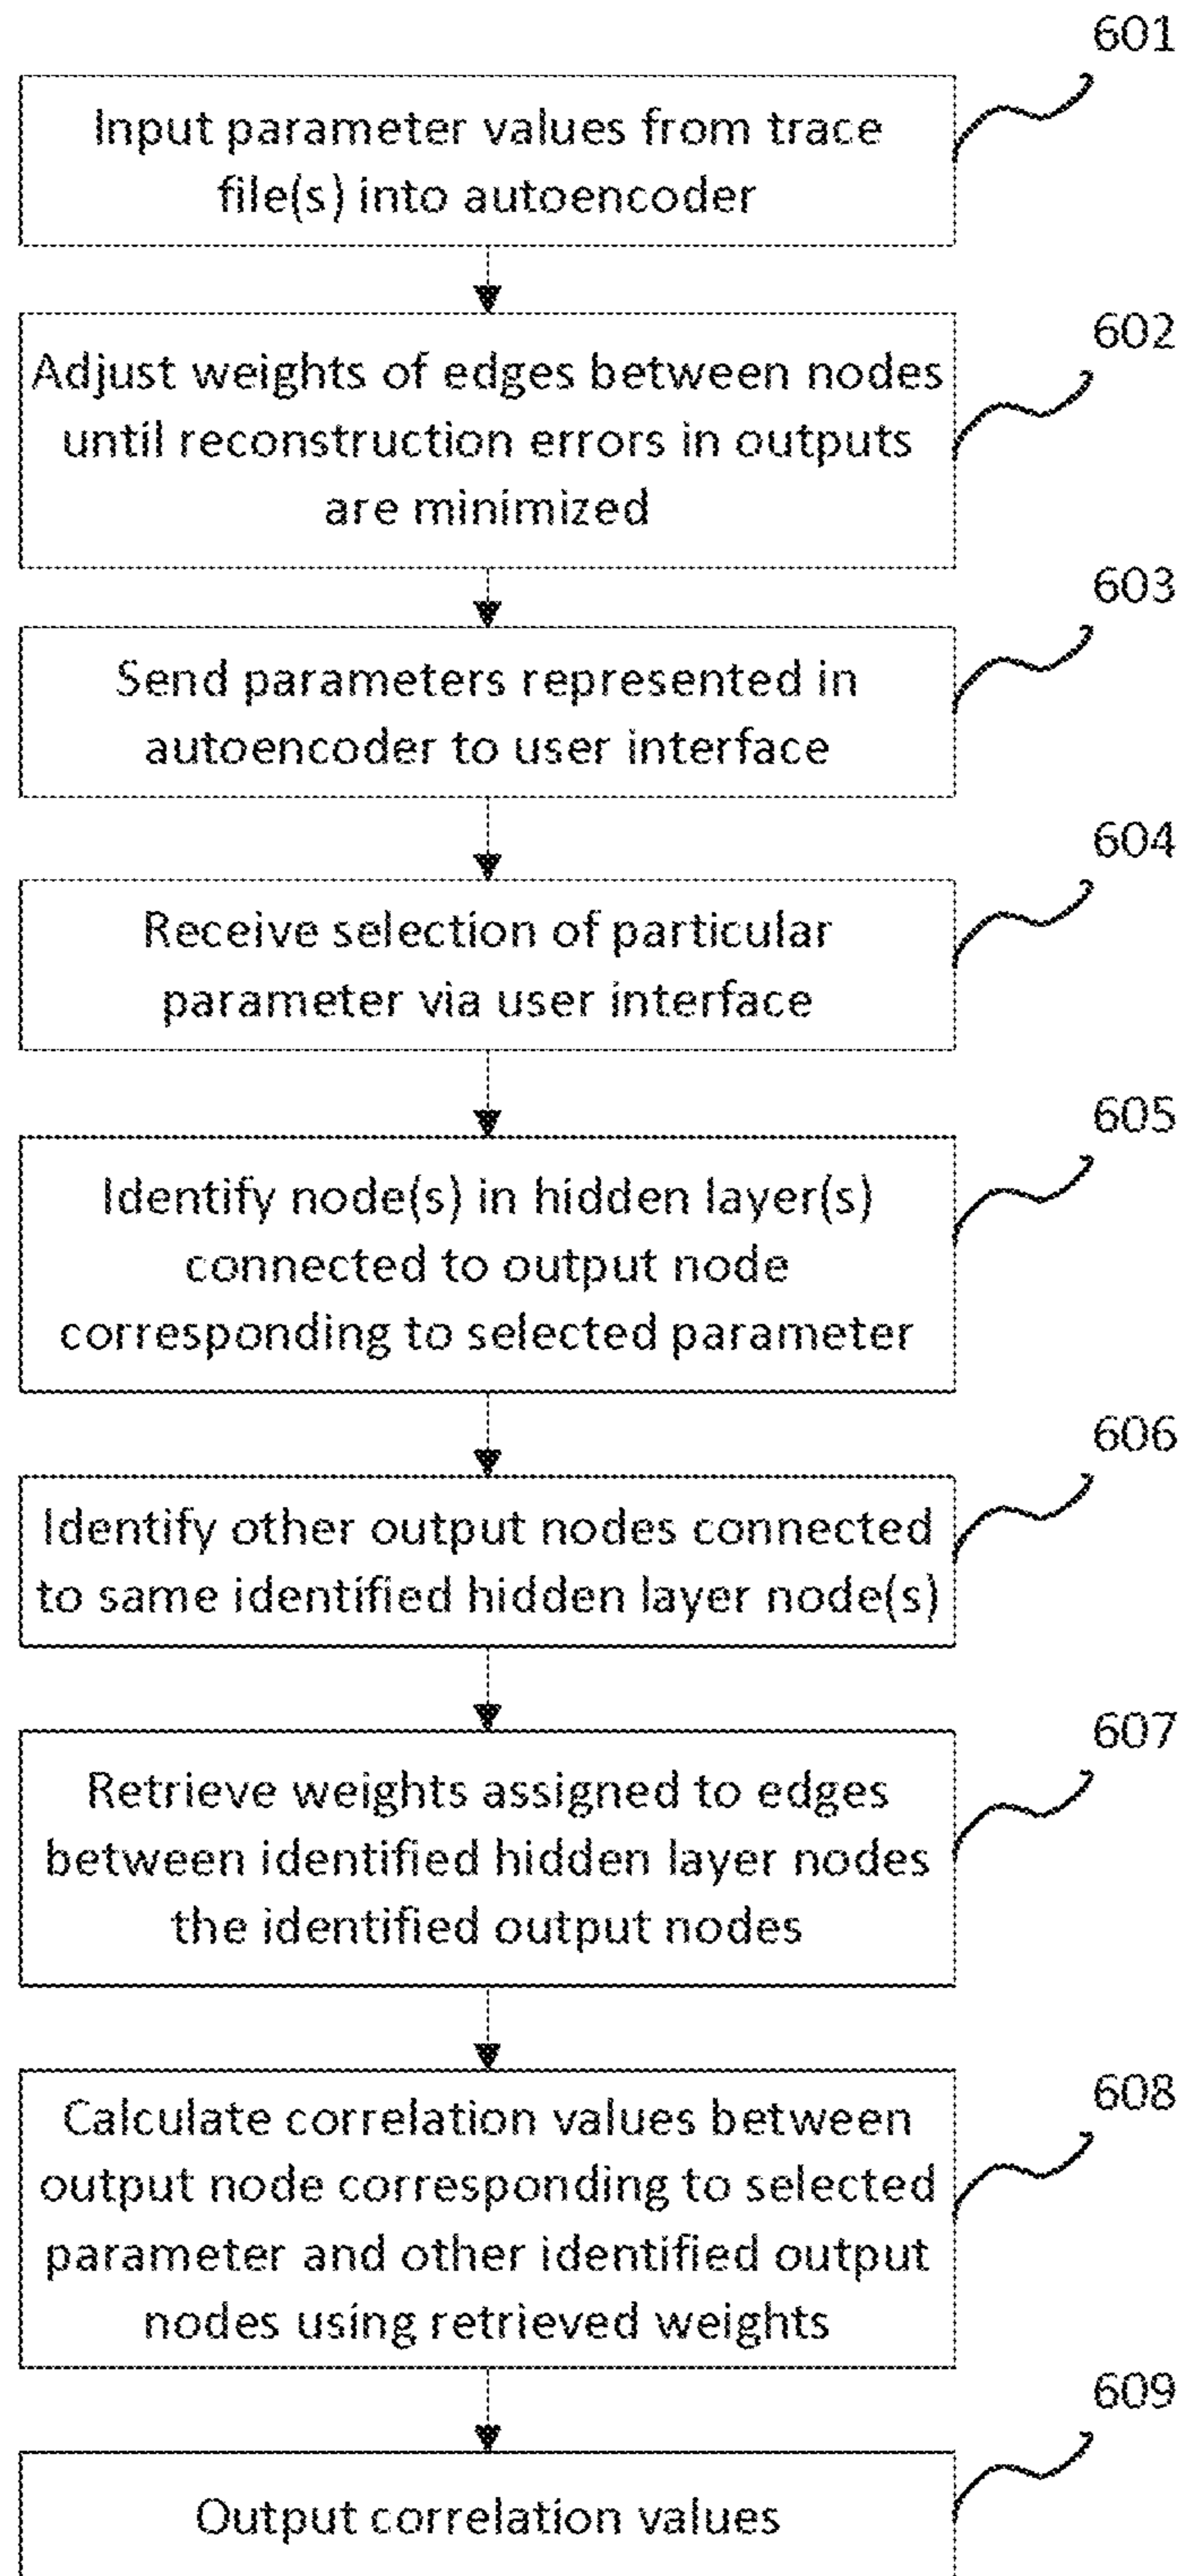 601
Input parameter values from trace
file(s) into autoencoder
602
Adjust weights of edges between nodes
until reconstruction errors in outputs
are minimized
603
Send parameters represented in
autoencoder to user interface
604
Receive selection of particular
parameter via user interface
605
Identify node(s) in hidden layer(s)
connected to output node
corresponding to selected parameter
606
Identify other output nodes connected
to same identified hidden layer node(s)
607
Retrieve weights assigned to edges
between identified hidden layer nodes
the identified output nodes
608
Calculate correlation values between
output node corresponding to selected
parameter and other identified output
nodes using retrieved weights
609
Output correlation values